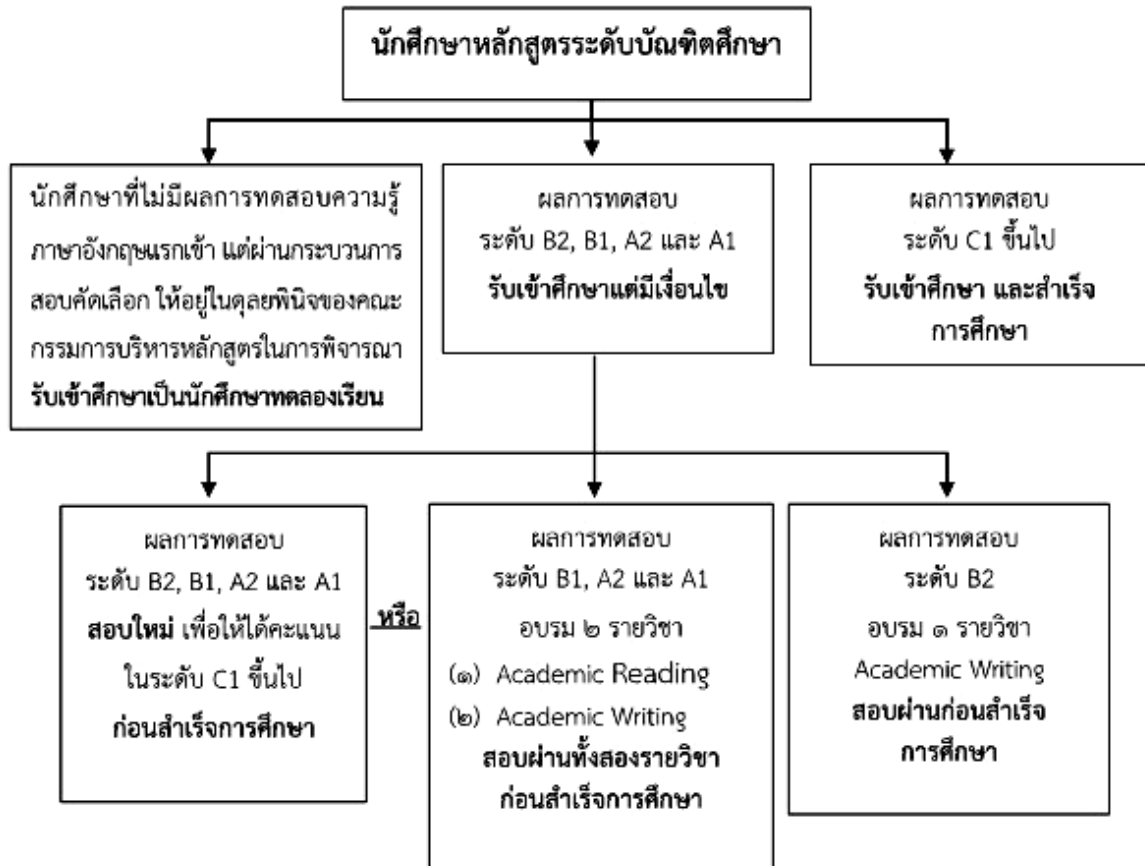 นักศึกษาหลักสูตรระดับบัณฑิตศึกษา
นักศึกษาที่ไม่มีผลการทดสอบความรู้
ภาษาอังกฤษแรกเข้า แต่ผ่านกระบวนการ
สอบคัดเลือก ให้อยู่ในดุลยพินิจของคณะ
กรรมการบริหารหลักสูตรในการพิจารณา
รับเข้าศึกษาเป็นนักศึกษาทดลองเรียน
ผลการทดสอบ
ระดับ B2, B1, A2 และ A1
รับเข้าศึกษาแต่มีเงื่อนไข
ผลการทดสอบ
ระดับ C1 ขึ้นไป
รับเข้าศึกษา และสำเร็จ
การศึกษา
ผลการทดสอบ
ระดับ B2, B1, A2 และ A1
สอบใหม่ เพื่อให้ได้คะแนน
ในระดับ C1 ขึ้นไป
ก่อนสำเร็จการศึกษา
หรือ
ผลการทดสอบ
ระดับ B1, A2 และ A1
อบรม ๒ รายวิชา
(๑) Academic Reading
(๒) Academic Writing
สอบผ่านทั้งสองรายวิชา
ก่อนสำเร็จการศึกษา
ผลการทดสอบ
ระดับ B2
อบรม ๑ รายวิชา
Academic Writing
สอบผ่านก่อนสำเร็จ
การศึกษา